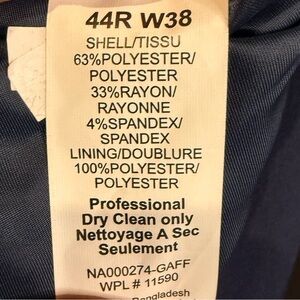 44R W38
SHELL/TISSU
63%POLYESTER/
POLYESTER
33%RAYON/
RAYONNE
4%SPANDEX/
SPANDEX
LINING/DOUBLURE
100%POLYESTER/
POLYESTER
Professional
Dry Clean only
Nettoyage A Sec
Seulement
NA000274-GAFF
WPL # 11590
Bangladesh